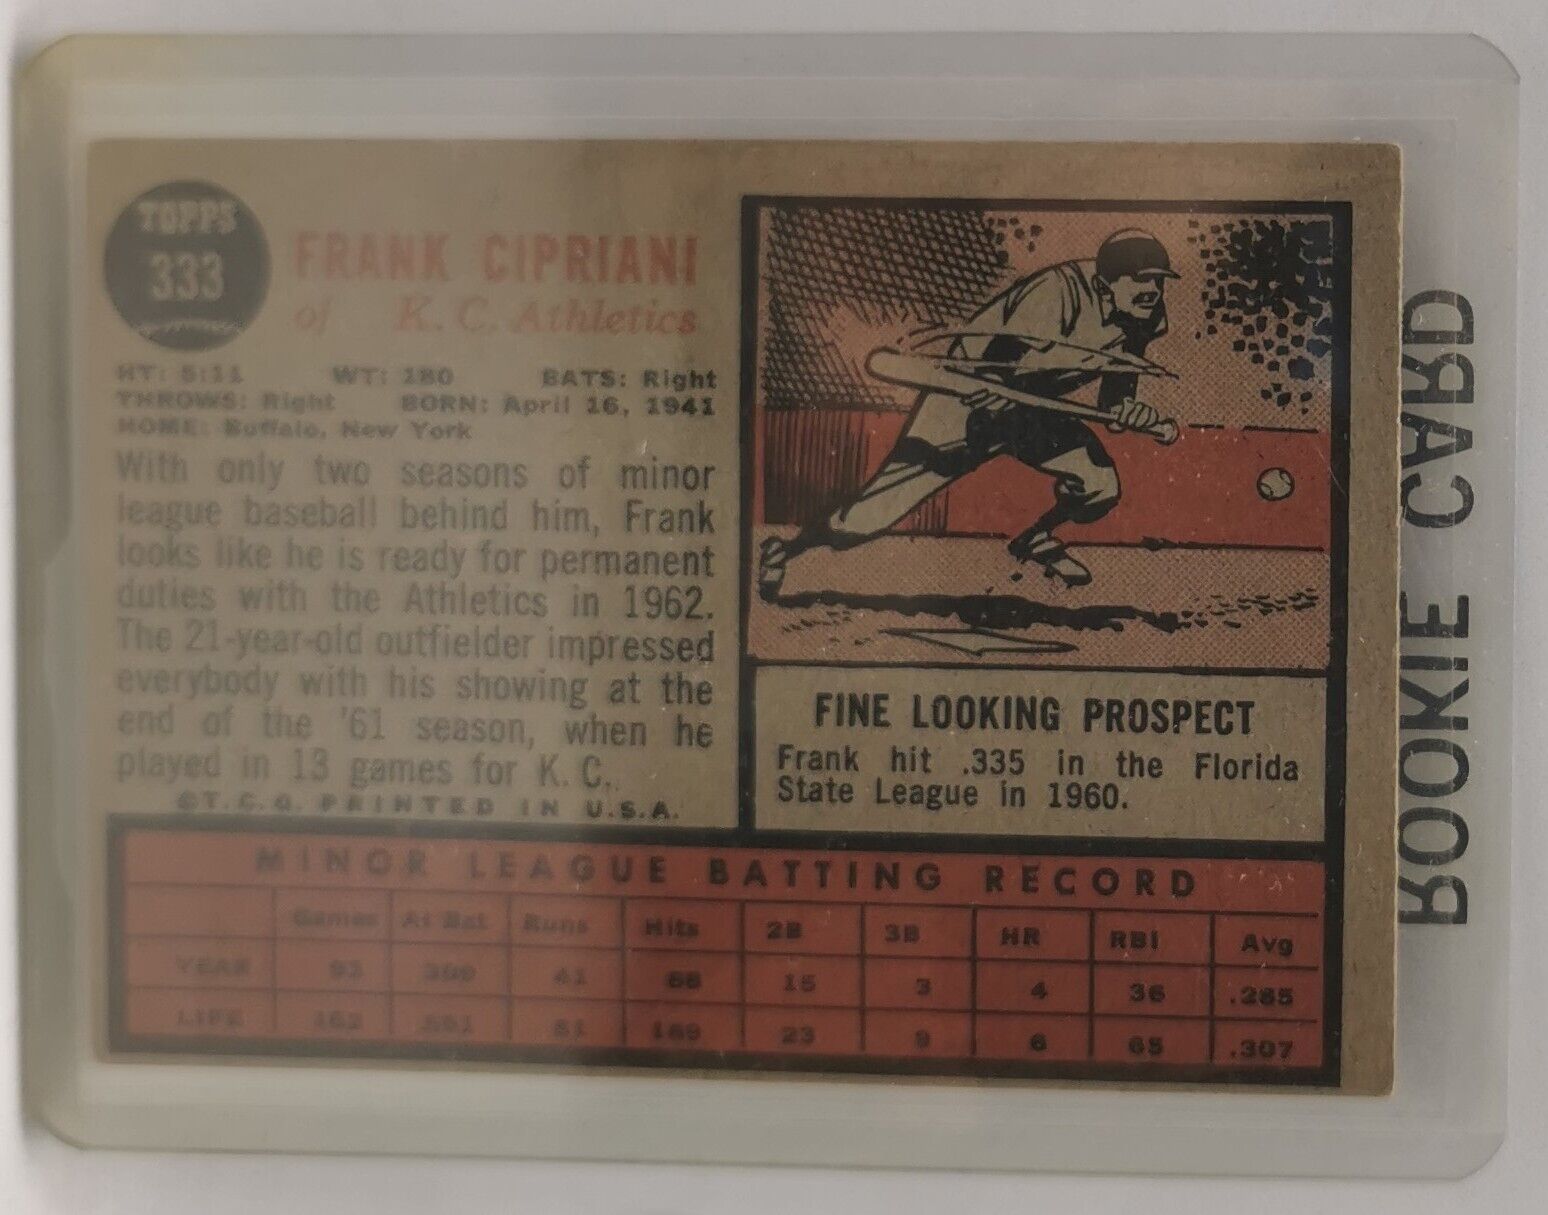 TOPPS
333
FRANK CIPRIANI
of K. C. Athletics
HT: 5:11 WT: 180 BATS: Right
THROWS: Right BORN: April 16, 1941
HOME: Buffalo, New York
With only two seasons of minor
league baseball behind him, Frank
looks like he is ready for permanent
duties with the Athletics in 1962.
The 21-year-old outfielder impressed
everybody with his showing at the
end of the '61 season, when he
played in 13 games for K. C.
©T.C.G. PRINTED IN U.S.A.
FINE LOOKING PROSPECT
Frank hit .335 in the Florida
State League in 1960.
MINOR LEAGUE BATTING RECORD
Games At Bat Runs Hits 2B 3B HR RBI Avg
YEAR 41 15 3 4 36 .265
LIFE 162 23 9 6 65 .307
ROOKIE CARD